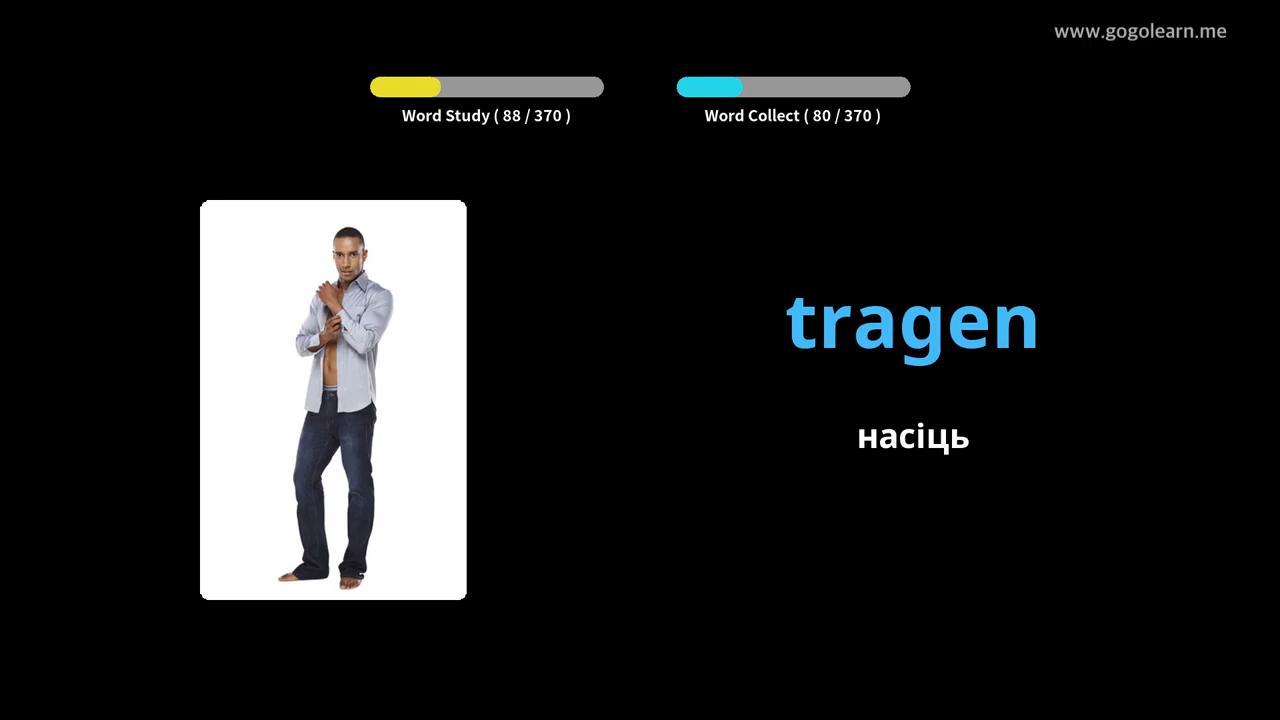 www.gogolearn.me
Word Study ( 88 / 370 )
Word Collect ( 80 / 370 )
tragen
насіць